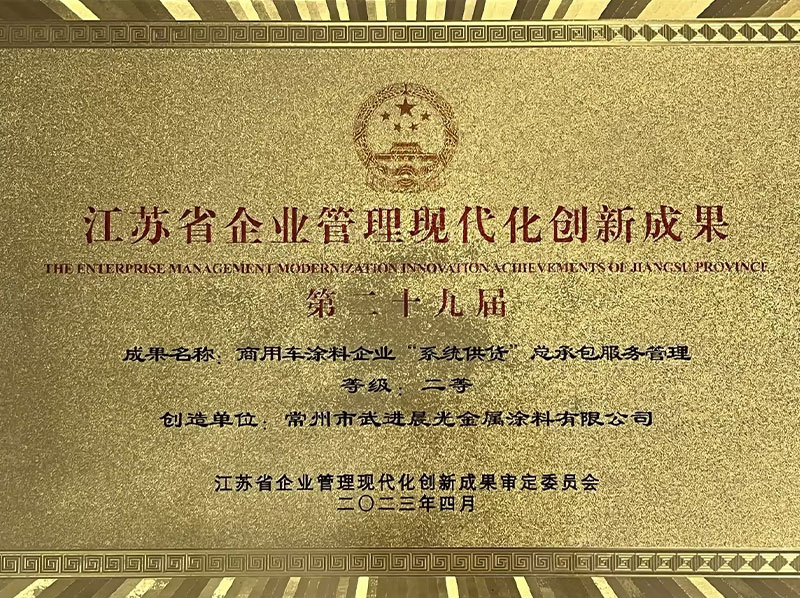 江苏省企业管理现代化创新成果
THE ENTERPRISE MANAGEMENT MODERNIZATION INNOVATION ACHIEVEMENTS OF JIANGSU PROVINCE
第二十九届
成果名称：商用车涂料企业“系统供货”总承包服务管理
等级：二等
创造单位：常州市武进晨光金属涂料有限公司
江苏省企业管理现代化创新成果审定委员会
二〇二三年四月